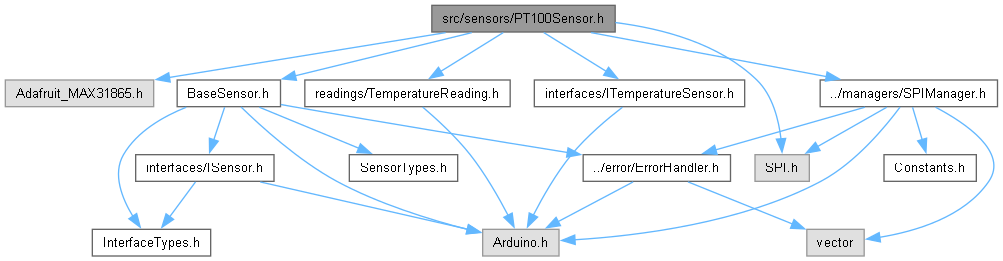 src/sensors/PT100Sensor.h
Adafruit_MAX31865.h
BaseSensor.h
readings/TemperatureReading.h
interfaces/ITemperatureSensor.h
../managers/SPIManager.h
interfaces/ISensor.h
SensorTypes.h
../error/ErrorHandler.h
SPI.h
Constants.h
InterfaceTypes.h
Arduino.h
vector